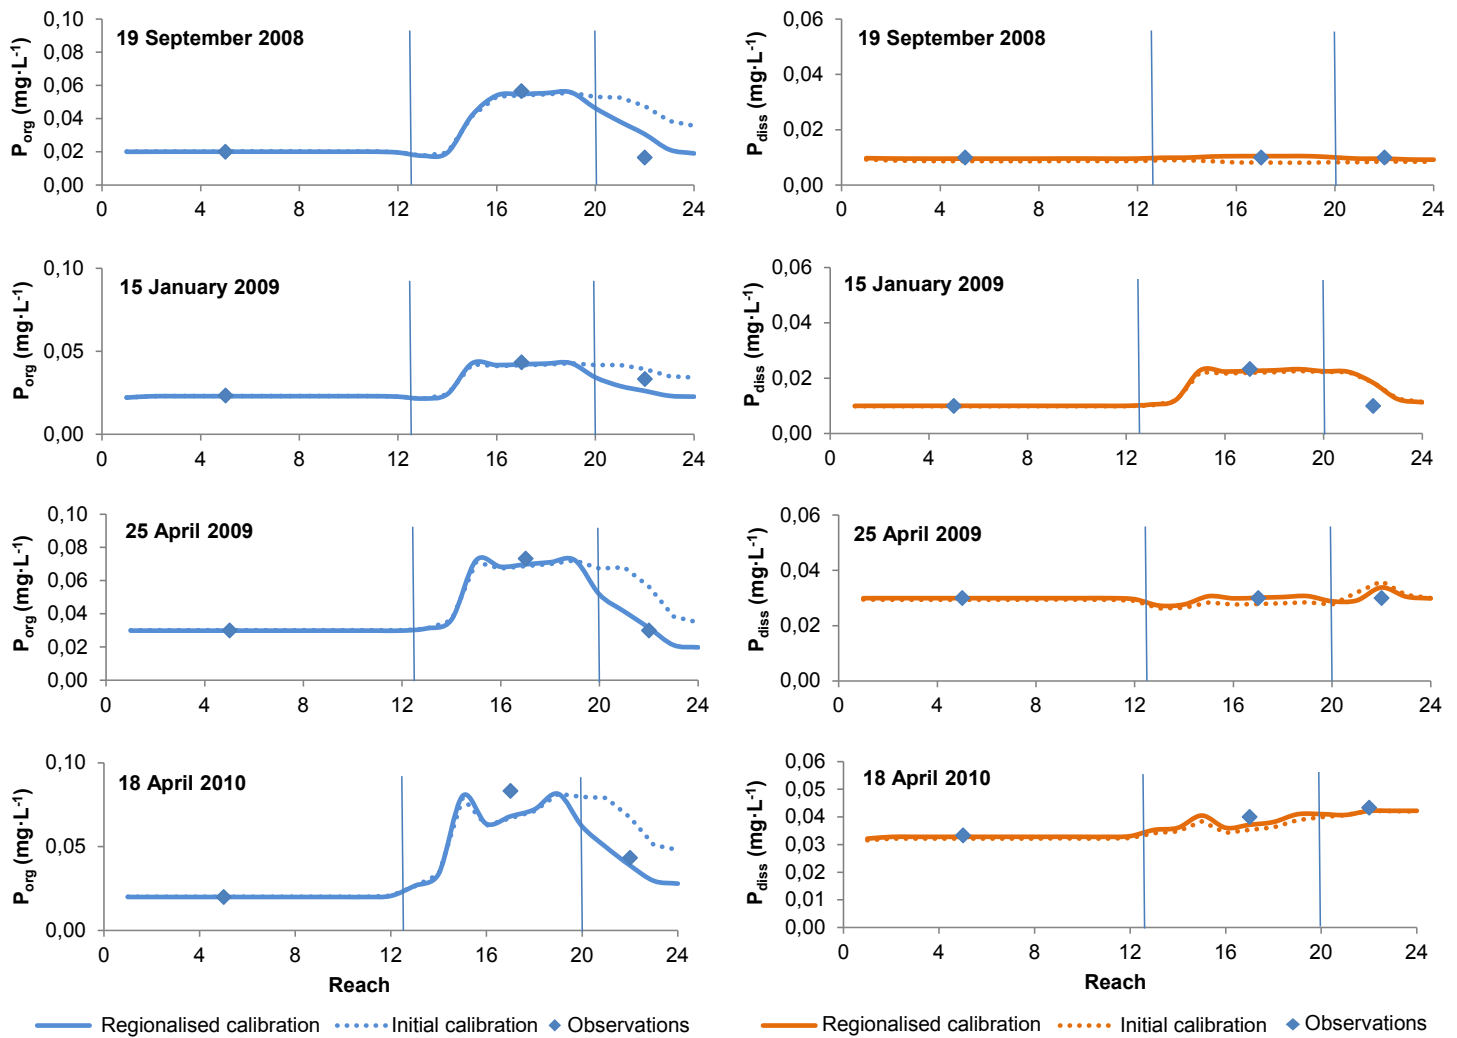 19 September 2008
P_org (mg·L⁻¹)
0,10
0,08
0,06
0,04
0,02
0,00
0 4 8 12 16 20 24
19 September 2008
P_diss (mg·L⁻¹)
0,06
0,04
0,02
0,00
0 4 8 12 16 20 24
15 January 2009
P_org (mg·L⁻¹)
0,10
0,05
0,00
0 4 8 12 16 20 24
15 January 2009
P_diss (mg·L⁻¹)
0,06
0,04
0,02
0,00
0 4 8 12 16 20 24
25 April 2009
P_org (mg·L⁻¹)
0,10
0,08
0,06
0,04
0,02
0,00
0 4 8 12 16 20 24
25 April 2009
P_diss (mg·L⁻¹)
0,06
0,04
0,02
0,00
0 4 8 12 16 20 24
18 April 2010
P_org (mg·L⁻¹)
0,10
0,05
0,00
0 4 8 12 16 20 24
Reach
18 April 2010
P_diss (mg·L⁻¹)
0,06
0,05
0,04
0,03
0,02
0,01
0,00
0 4 8 12 16 20 24
Reach
Regionalised calibration Initial calibration Observations
Regionalised calibration Initial calibration Observations